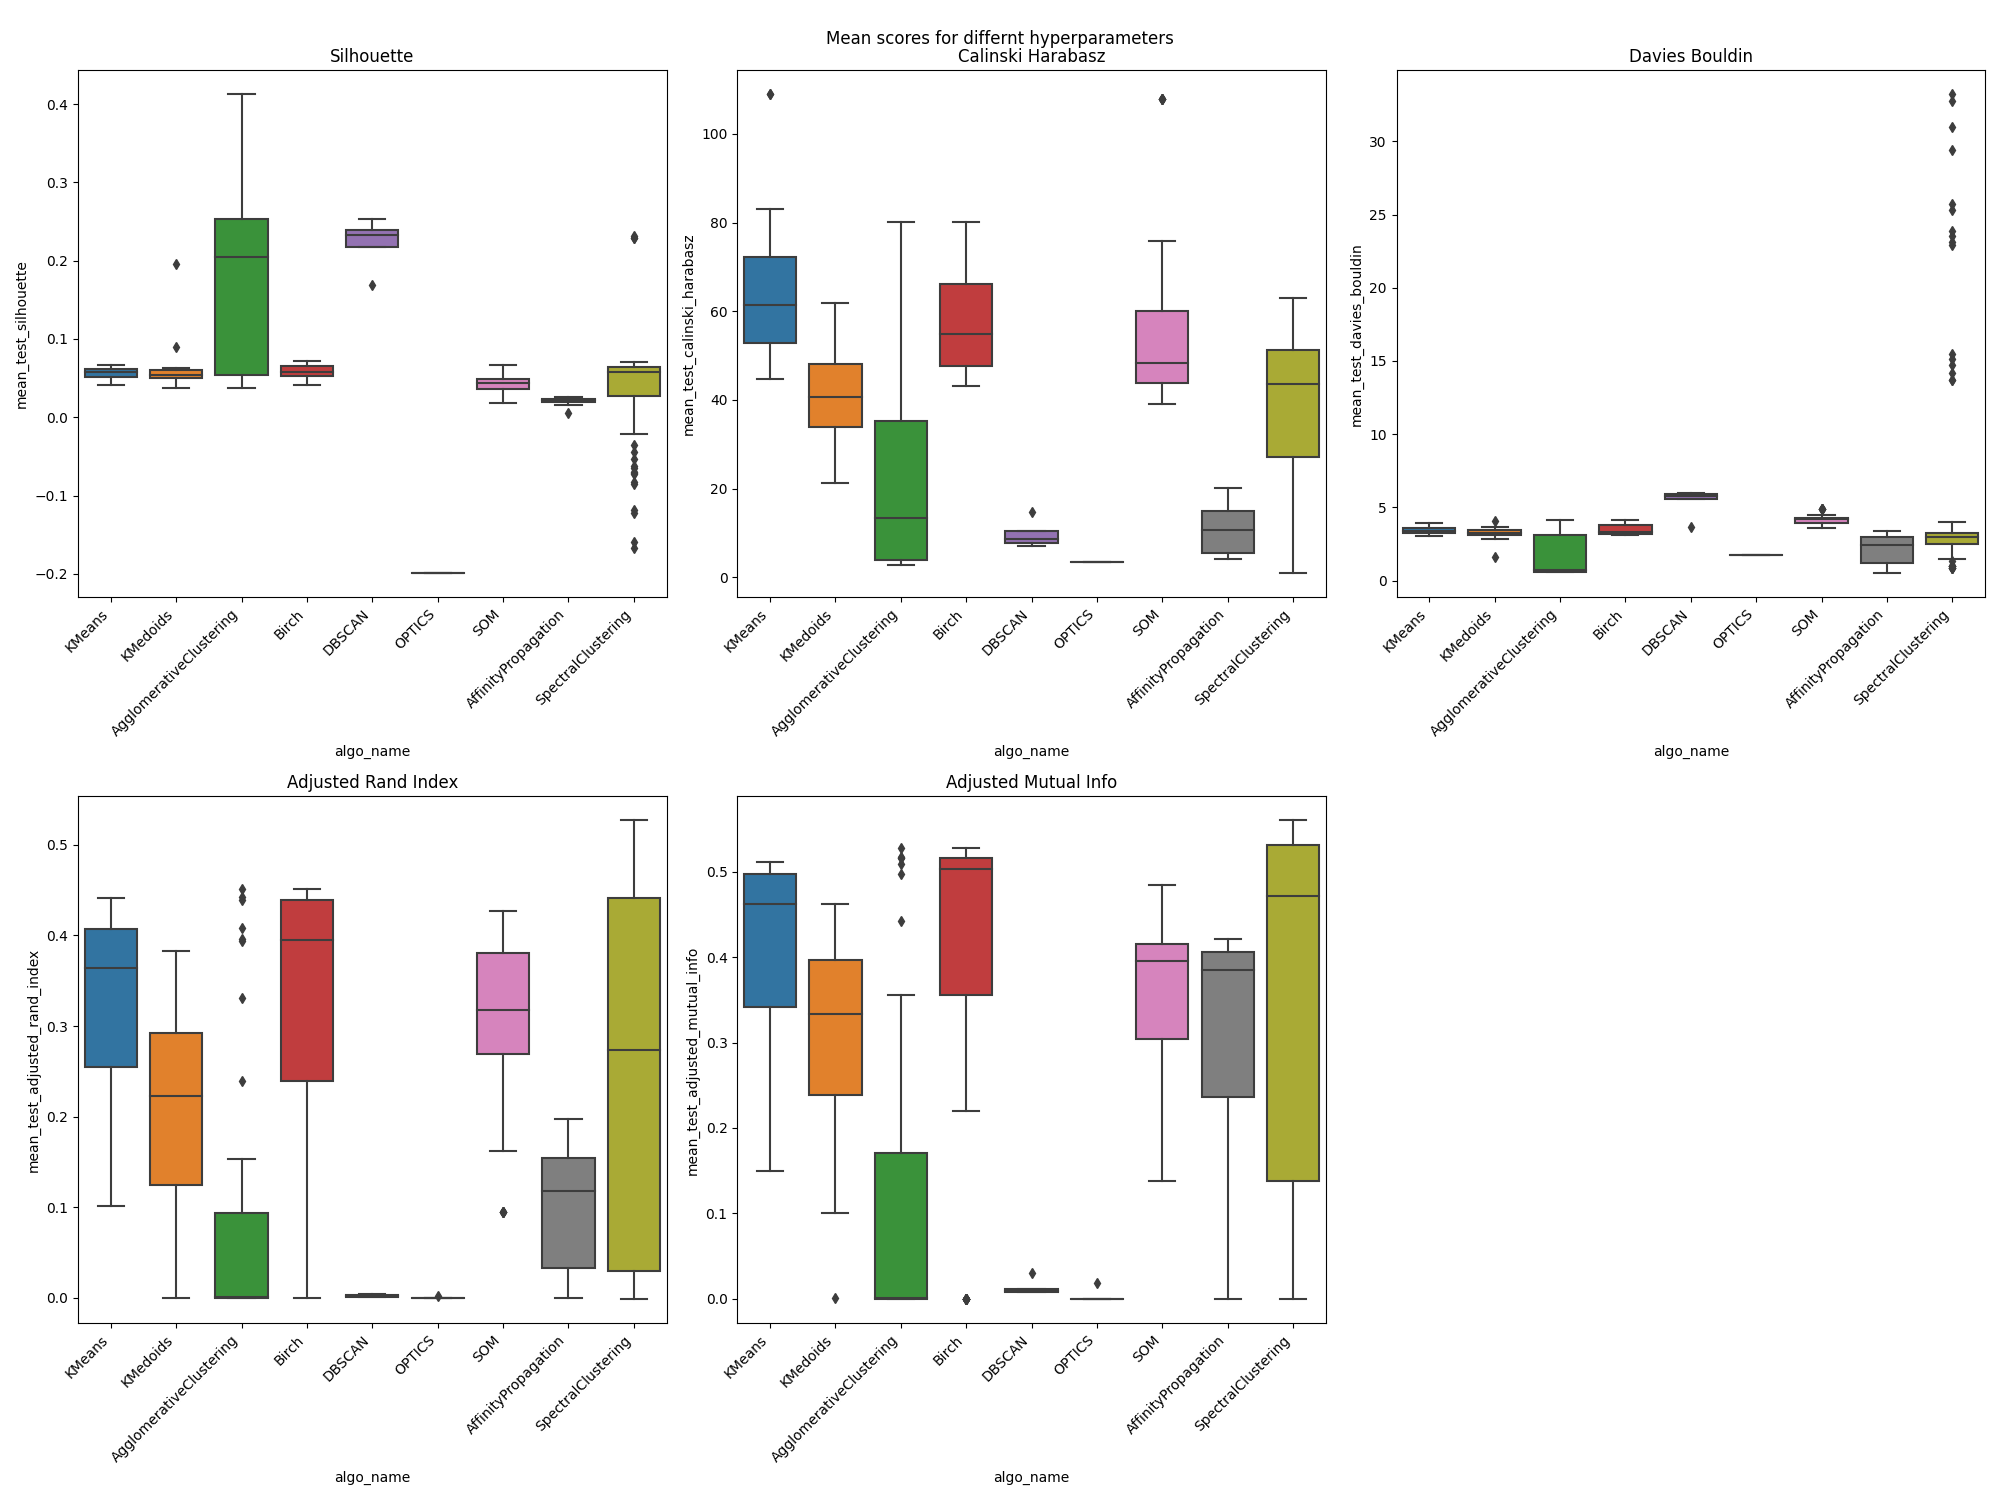 Mean scores for differnt hyperparameters
Silhouette
mean_test_silhouette
0.4
0.3
0.2
0.1
0.0
−0.1
−0.2
KMeans
KMedoids
AgglomerativeClustering
Birch
DBSCAN
OPTICS
SOM
AffinityPropagation
SpectralClustering
algo_name
Calinski Harabasz
mean_test_calinski_harabasz
100
80
60
40
20
0
KMeans
KMedoids
AgglomerativeClustering
Birch
DBSCAN
OPTICS
SOM
AffinityPropagation
SpectralClustering
algo_name
Davies Bouldin
mean_test_davies_bouldin
30
25
20
15
10
5
0
KMeans
KMedoids
AgglomerativeClustering
Birch
DBSCAN
OPTICS
SOM
AffinityPropagation
SpectralClustering
algo_name
Adjusted Rand Index
mean_test_adjusted_rand_index
0.5
0.4
0.3
0.2
0.1
0.0
KMeans
KMedoids
AgglomerativeClustering
Birch
DBSCAN
OPTICS
SOM
AffinityPropagation
SpectralClustering
algo_name
Adjusted Mutual Info
mean_test_adjusted_mutual_info
0.5
0.4
0.3
0.2
0.1
0.0
KMeans
KMedoids
AgglomerativeClustering
Birch
DBSCAN
OPTICS
SOM
AffinityPropagation
SpectralClustering
algo_name